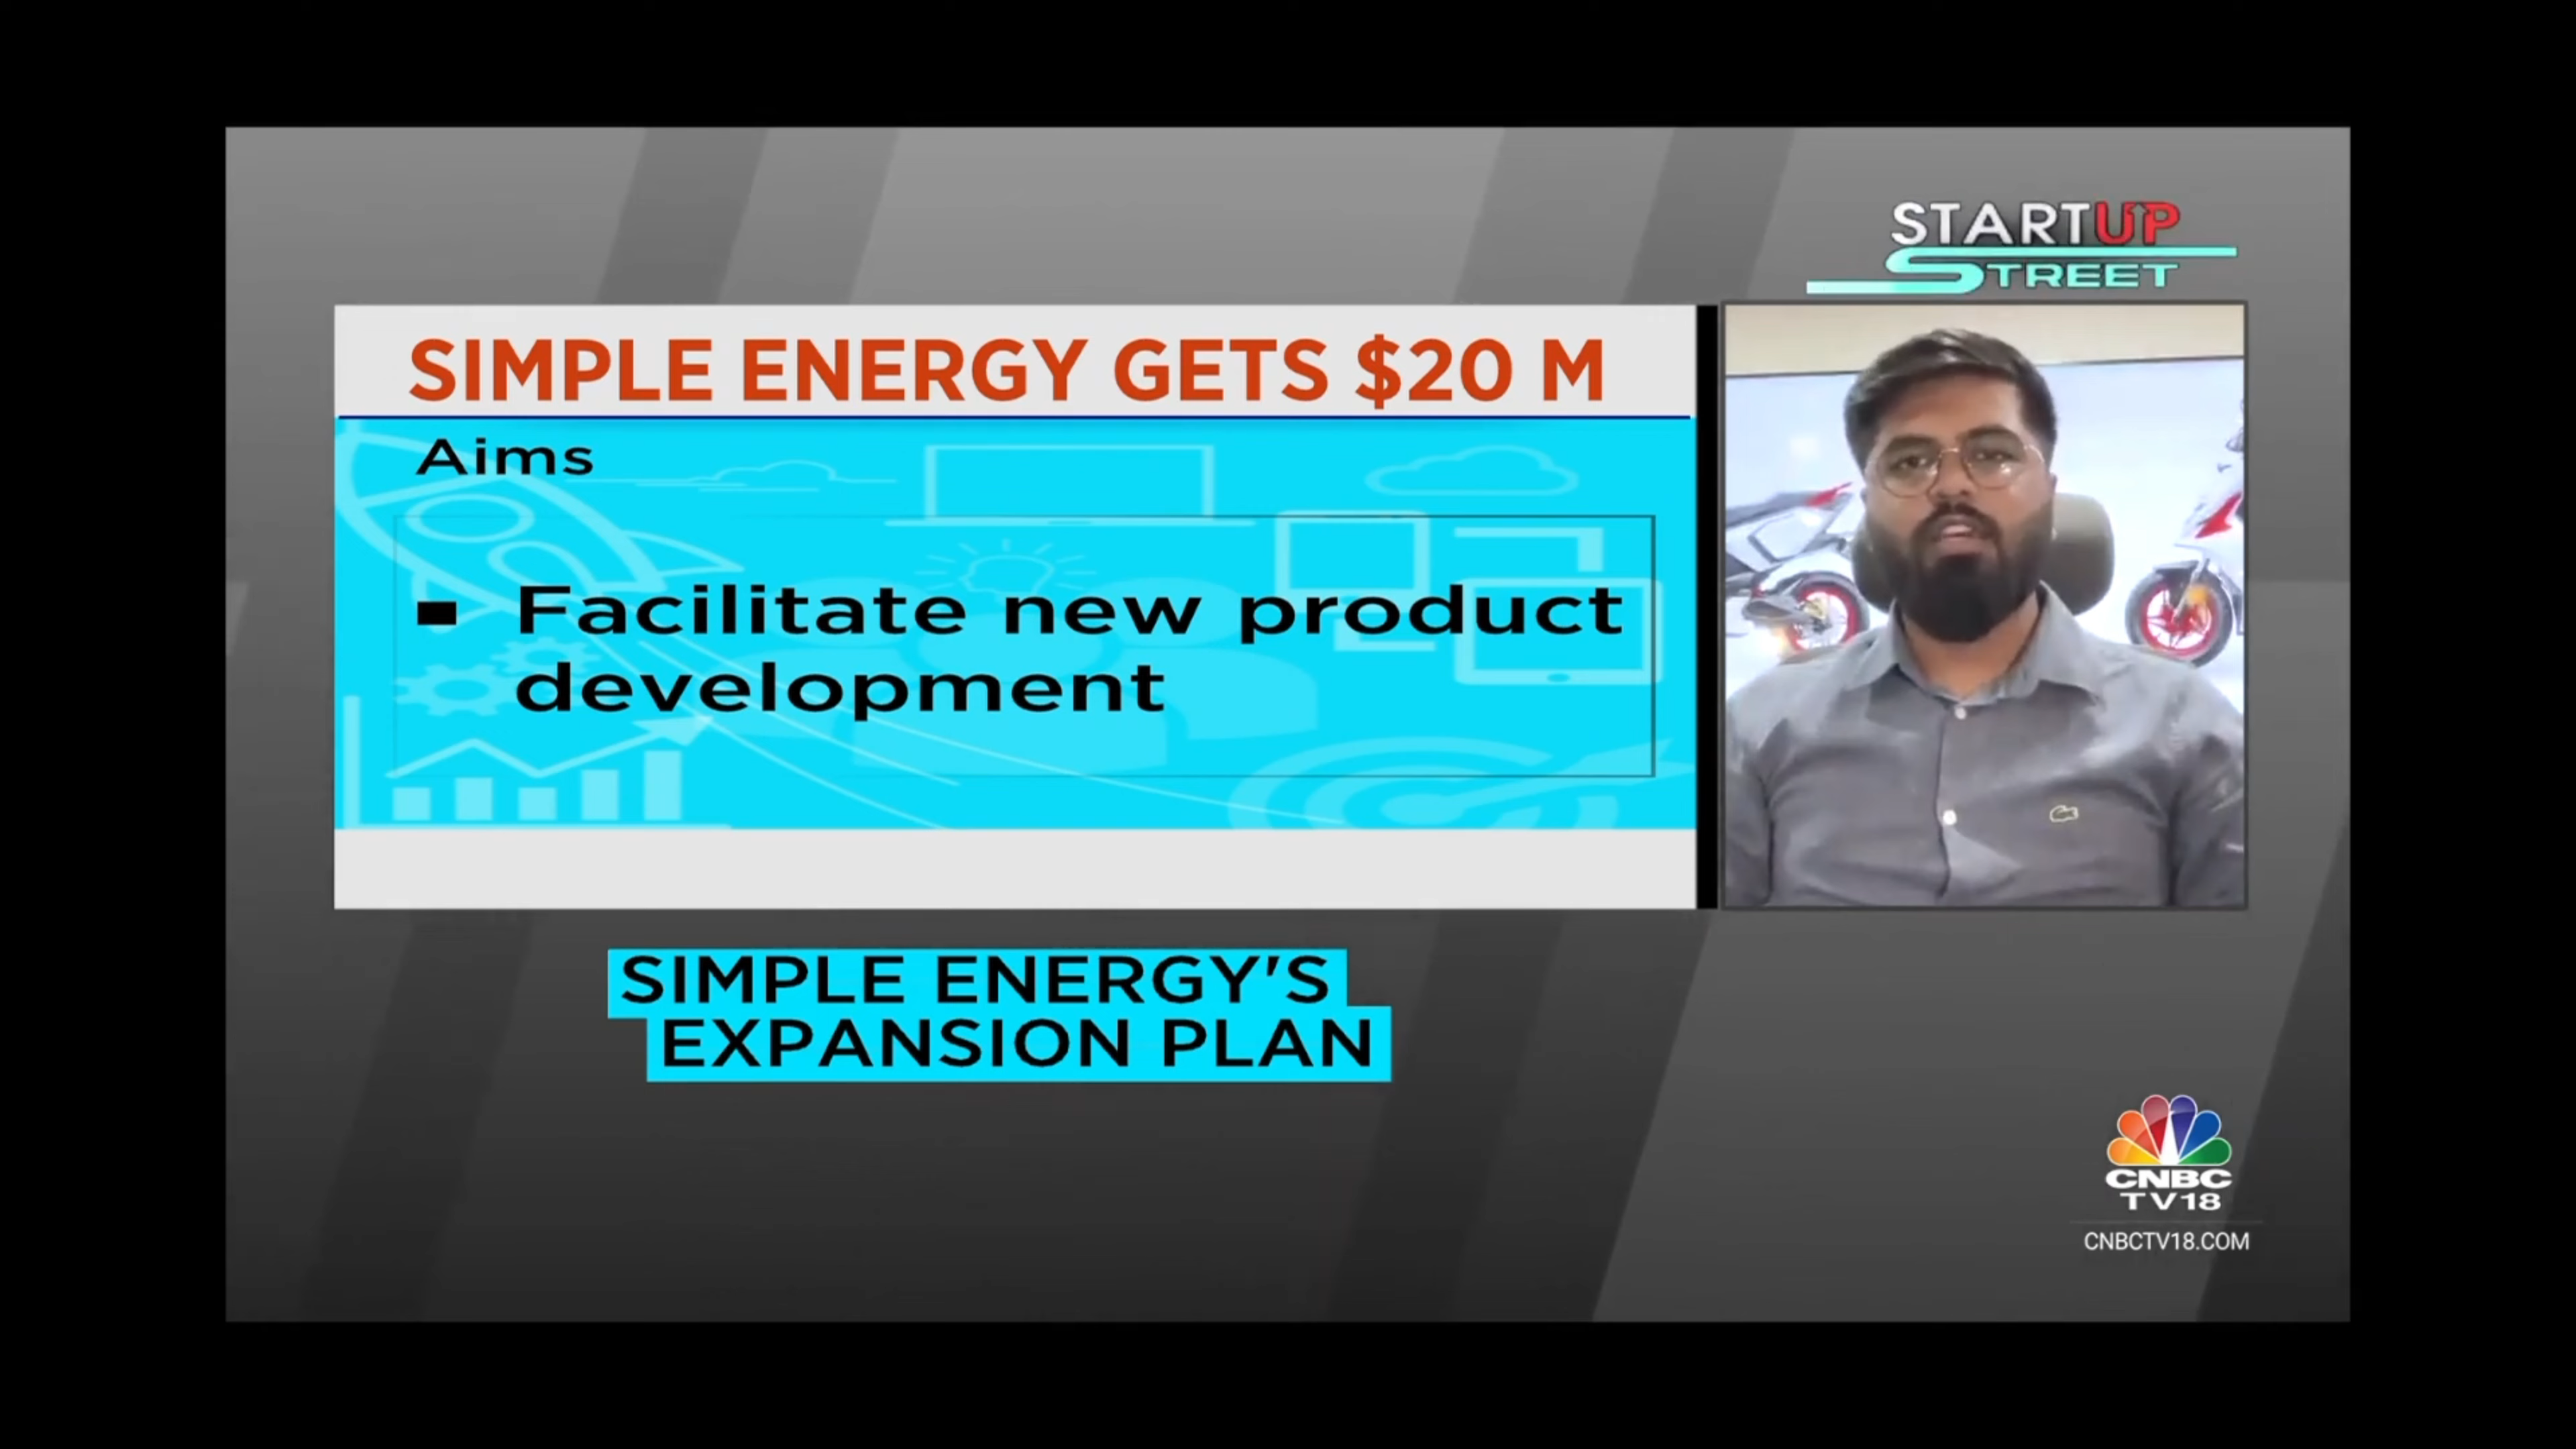 STARTUP
STREET
SIMPLE ENERGY GETS $20 M
Aims
▪ Facilitate new product
development
SIMPLE ENERGY'S
EXPANSION PLAN
CNBC
TV18
CNBCTV18.COM